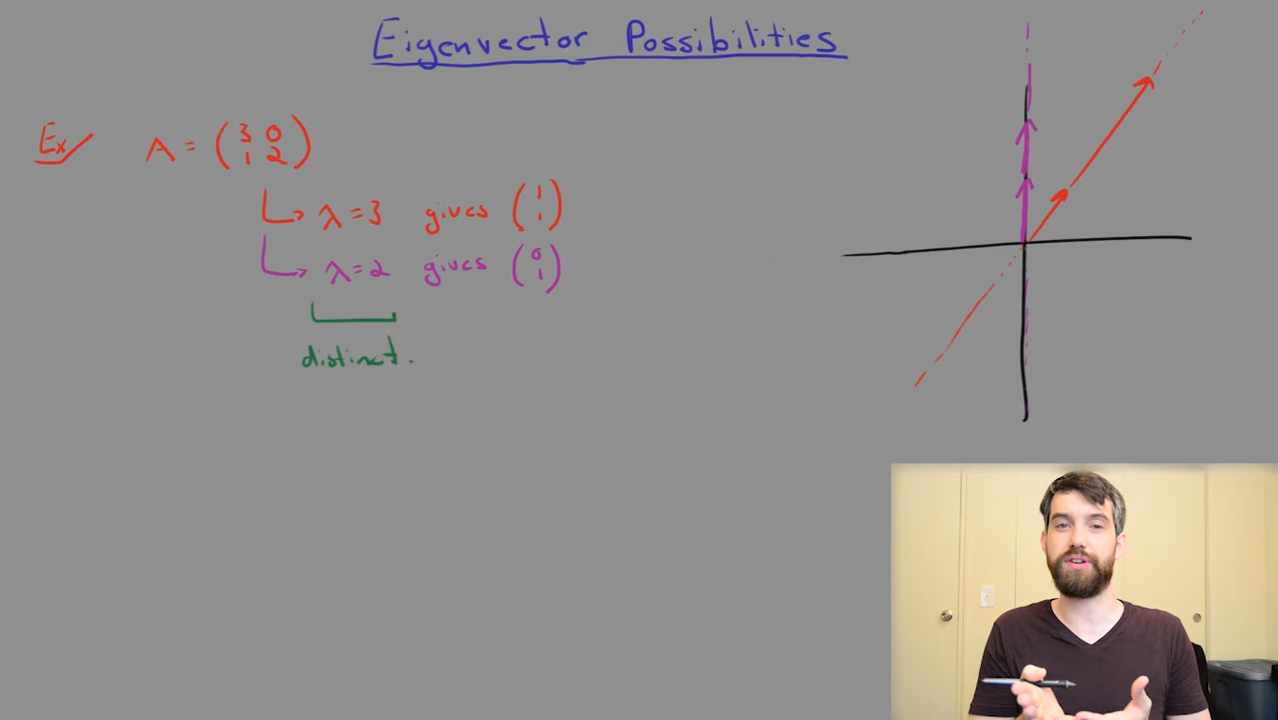 Eigenvector Possibilities
Ex A = (3 0
1 2)
λ = 3 gives (1
1)
λ = 2 gives (0
1)
distinct.